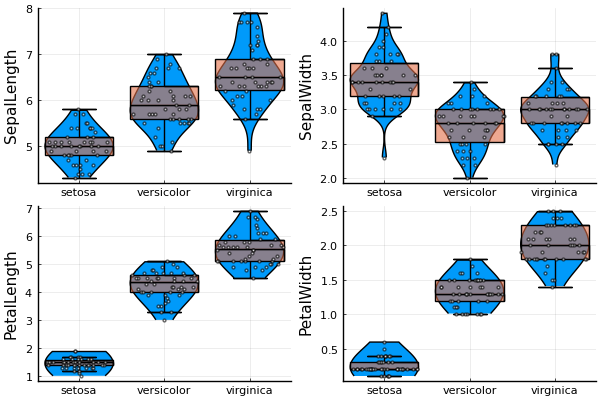 SepalLength
8
7
6
5
setosa versicolor virginica
SepalWidth
4.0
3.5
3.0
2.5
2.0
setosa versicolor virginica
PetalLength
7
6
5
4
3
2
1
setosa versicolor virginica
PetalWidth
2.5
2.0
1.5
1.0
0.5
setosa versicolor virginica